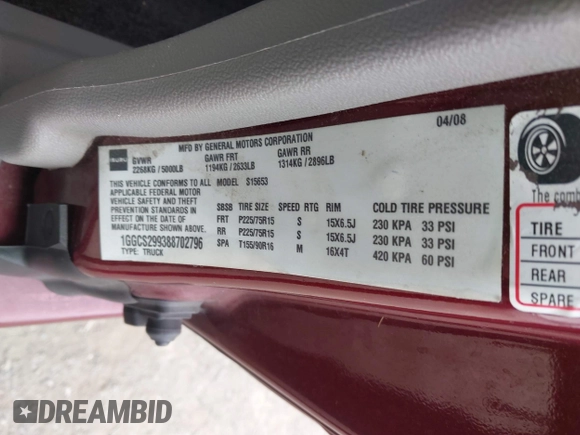 MFD BY GENERAL MOTORS CORPORATION 04/08
ISUZU GVWR GAWR FRT GAWR RR
2268KG / 5000LB 1194KG / 2633LB 1314KG / 2896LB
THIS VEHICLE CONFORMS TO ALL MODEL S15653
APPLICABLE FEDERAL MOTOR
VEHICLE SAFETY/THEFT
PREVENTION STANDARDS
IN EFFECT ON DATE OF
MANUFACTURE SHOWN ABOVE
1GGCS299388702796
TYPE: TRUCK
S8SB TIRE SIZE SPEED RTG RIM COLD TIRE PRESSURE
FRT P225/75R15 S 15X6.5J 230 KPA 33 PSI
RR P225/75R15 S 15X6.5J 230 KPA 33 PSI
SPA T155/90R16 M 16X4T 420 KPA 60 PSI
The comb
TIRE
FRONT
REAR
SPARE
DREAMBID